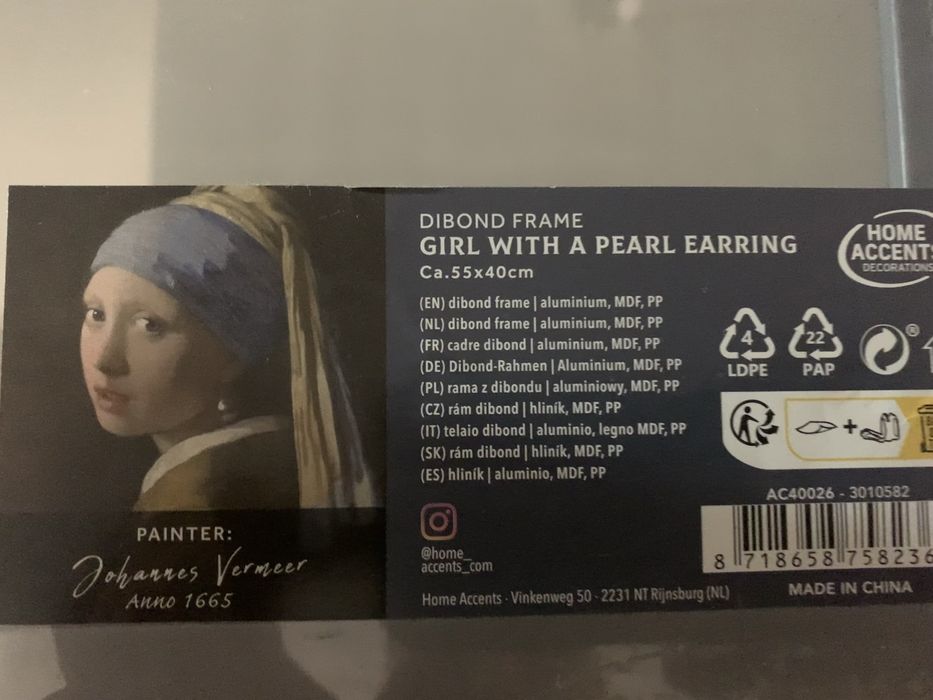 DIBOND FRAME
GIRL WITH A PEARL EARRING
Ca.55x40cm
(EN) dibond frame | aluminium, MDF, PP
(NL) dibond frame | aluminium, MDF, PP
(FR) cadre dibond | aluminium, MDF, PP
(DE) Dibond-Rahmen | Aluminium, MDF, PP
(PL) rama z dibondu | aluminiowy, MDF, PP
(CZ) rám dibond | hliník, MDF, PP
(IT) telaio dibond | aluminio, legno MDF, PP
(SK) rám dibond | hliník, MDF, PP
(ES) hliník | aluminio, MDF, PP
@home_
accents_com
Home Accents · Vinkenweg 50 · 2231 NT Rijnsburg (NL)
HOME
ACCENTS
DECORATIONS
4
LDPE
22
PAP
®
+
AC40026 - 3010582
8 718658 758236
MADE IN CHINA
PAINTER:
Johannes Vermeer
Anno 1665